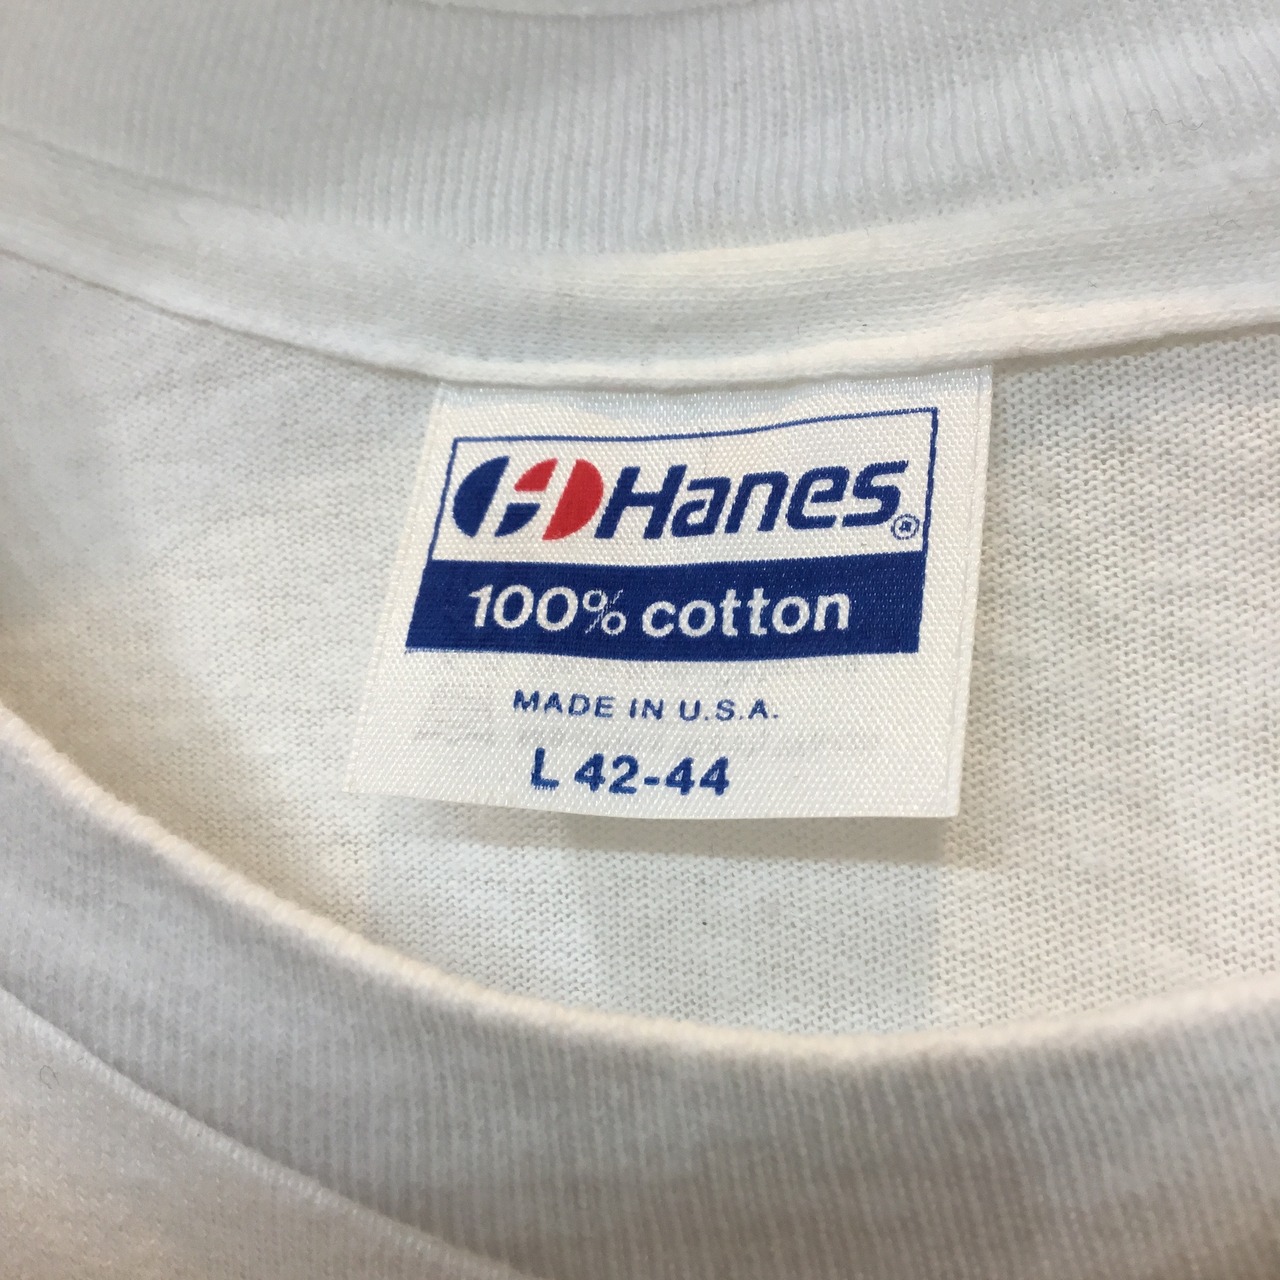 Hanes®
100% cotton
MADE IN U.S.A.
L 42-44